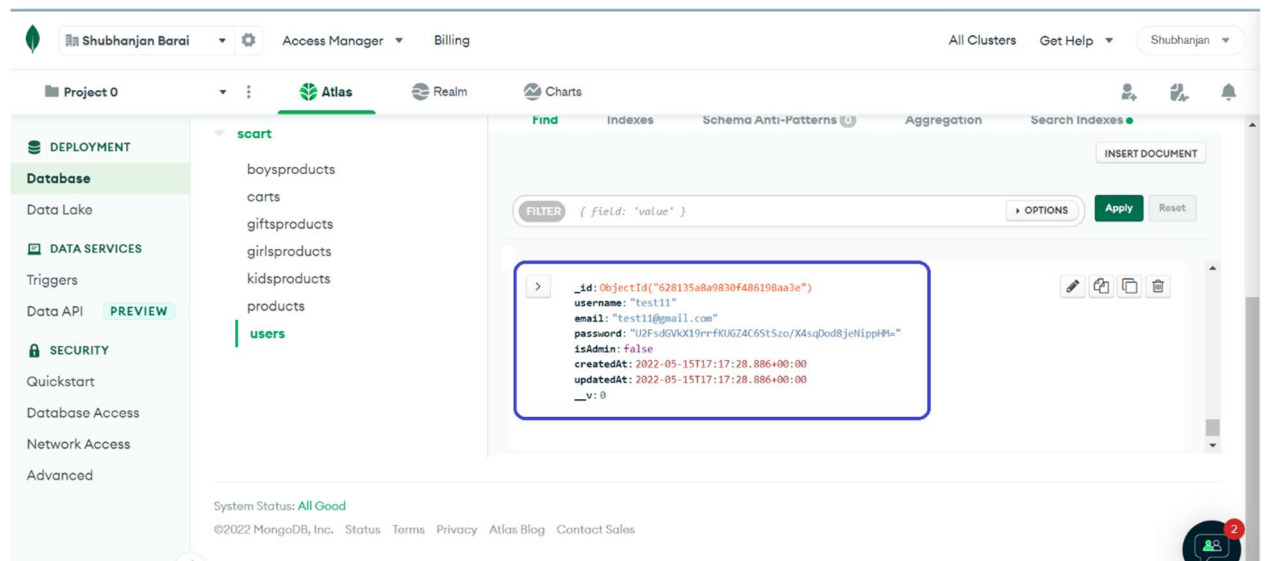 Shubhanjan Barai Access Manager Billing All Clusters Get Help Shubhanjan
Project 0 Atlas Realm Charts
DEPLOYMENT
Database
Data Lake
DATA SERVICES
Triggers
Data API PREVIEW
SECURITY
Quickstart
Database Access
Network Access
Advanced
scart
boysproducts
carts
giftsproducts
girlsproducts
kidsproducts
products
users
Find Indexes Schema Anti-Patterns 0 Aggregation Search Indexes
INSERT DOCUMENT
FILTER { field: 'value' } OPTIONS Apply Reset
_id: ObjectId("628135a8a9830f486198aa3e")
username: "test11"
email: "test11@gmail.com"
password: "U2FsdGVkX19rrfKUGZ4C6StSzo/X4sqDod8jeNippHM="
isAdmin: false
createdAt: 2022-05-15T17:17:28.886+00:00
updatedAt: 2022-05-15T17:17:28.886+00:00
__v: 0
System Status: All Good
©2022 MongoDB, Inc. Status Terms Privacy Atlas Blog Contact Sales
2